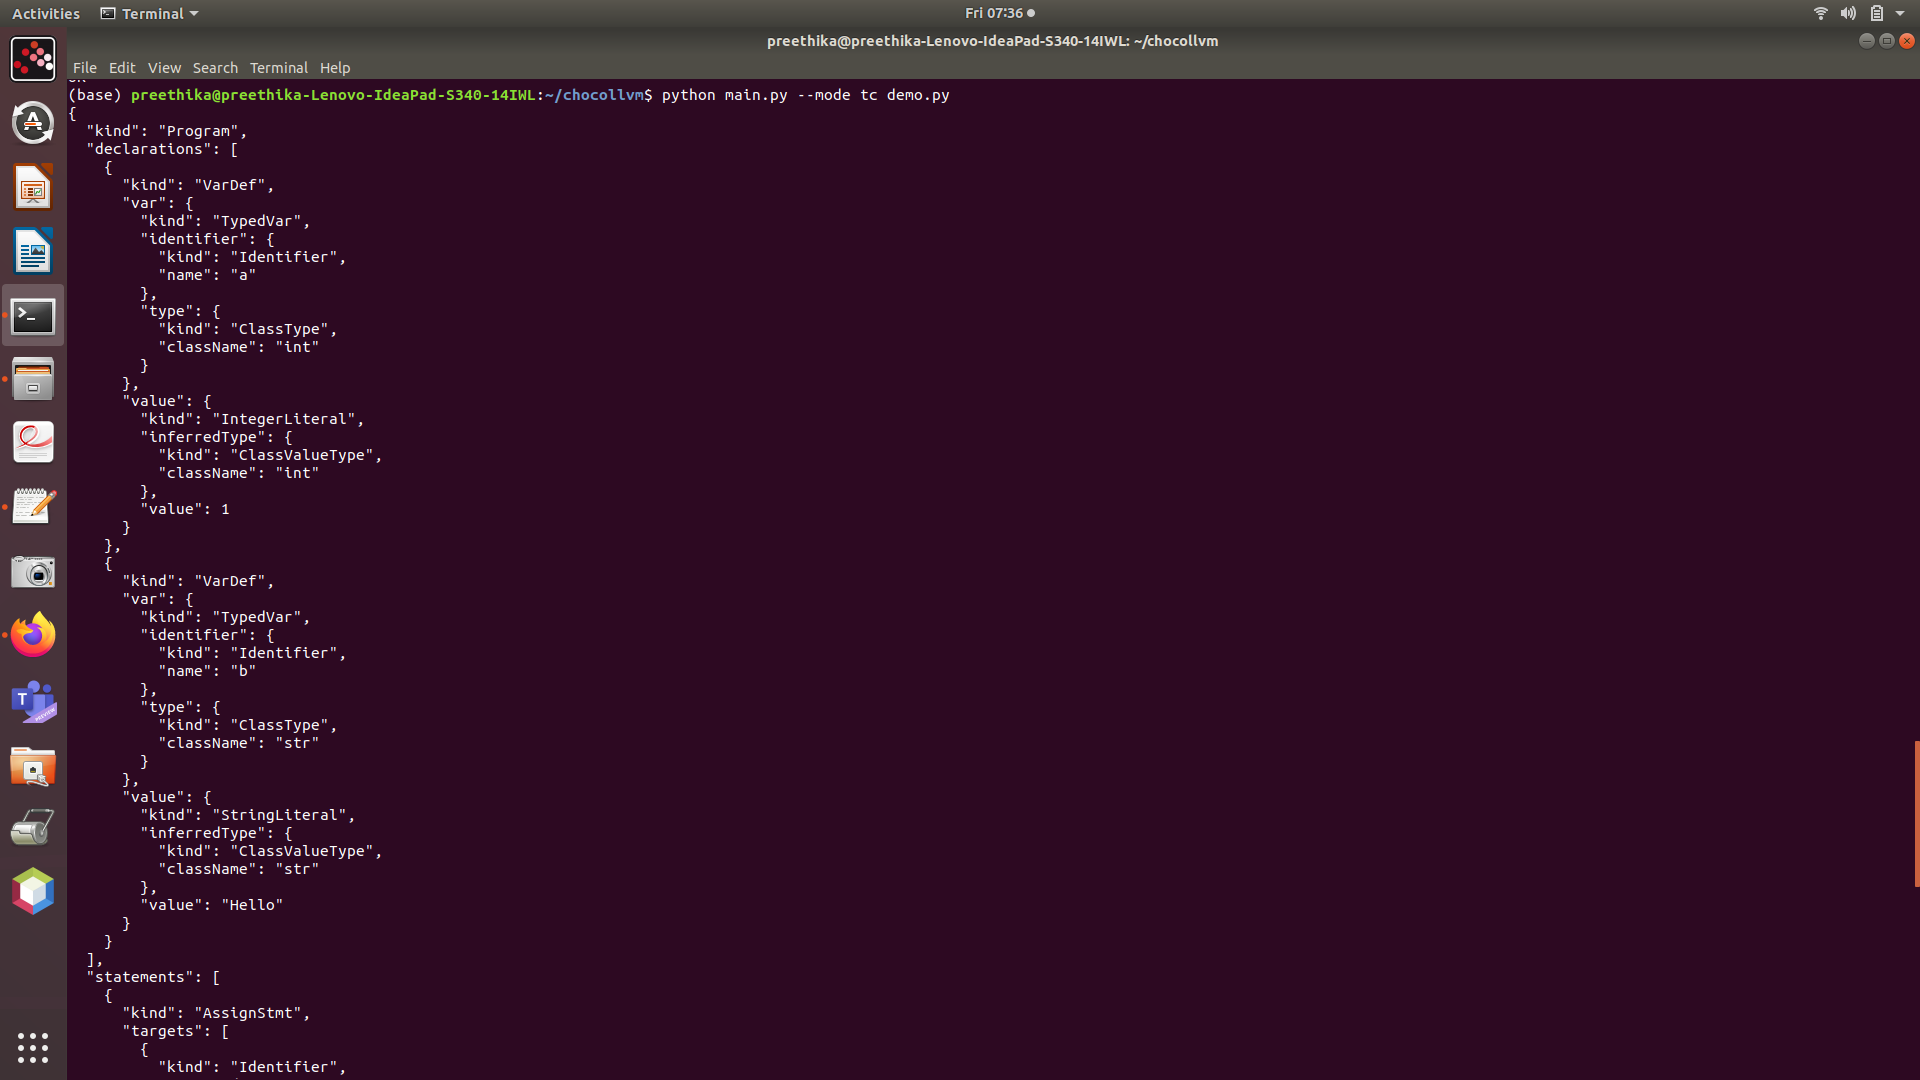 Activities Terminal Fri 07:36
preethika@preethika-Lenovo-IdeaPad-S340-14IWL: ~/chocollvm
File Edit View Search Terminal Help
(base) preethika@preethika-Lenovo-IdeaPad-S340-14IWL:~/chocollvm$ python main.py --mode tc demo.py
{
  "kind": "Program",
  "declarations": [
    {
      "kind": "VarDef",
      "var": {
        "kind": "TypedVar",
        "identifier": {
          "kind": "Identifier",
          "name": "a"
        },
        "type": {
          "kind": "ClassType",
          "className": "int"
        }
      },
      "value": {
        "kind": "IntegerLiteral",
        "inferredType": {
          "kind": "ClassValueType",
          "className": "int"
        },
        "value": 1
      }
    },
    {
      "kind": "VarDef",
      "var": {
        "kind": "TypedVar",
        "identifier": {
          "kind": "Identifier",
          "name": "b"
        },
        "type": {
          "kind": "ClassType",
          "className": "str"
        }
      },
      "value": {
        "kind": "StringLiteral",
        "inferredType": {
          "kind": "ClassValueType",
          "className": "str"
        },
        "value": "Hello"
      }
    }
  ],
  "statements": [
    {
      "kind": "AssignStmt",
      "targets": [
        {
          "kind": "Identifier",